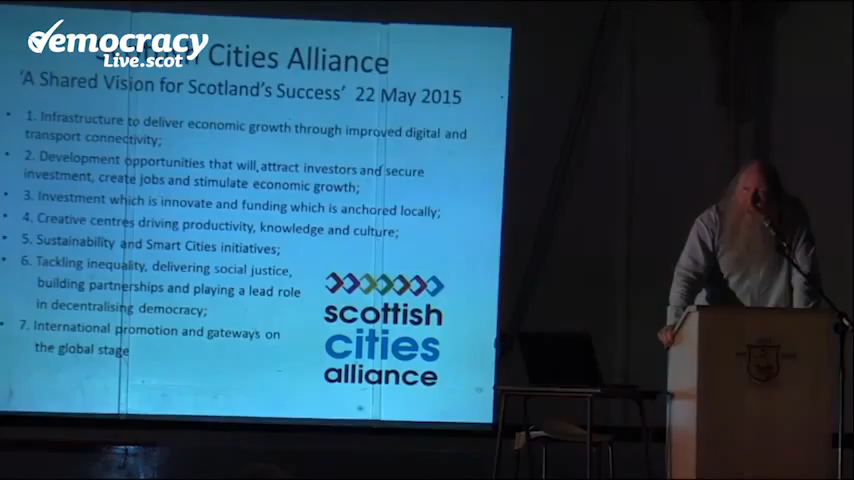 democracy
Live.scot
Scottish Cities Alliance
'A Shared Vision for Scotland's Success' 22 May 2015
• 1. Infrastructure to deliver economic growth through improved digital and
transport connectivity;
• 2. Development opportunities that will attract investors and secure
investment, create jobs and stimulate economic growth;
• 3. Investment which is innovate and funding which is anchored locally;
• 4. Creative centres driving productivity, knowledge and culture;
• 5. Sustainability and Smart Cities initiatives;
• 6. Tackling inequality, delivering social justice,
building partnerships and playing a lead role
in decentralising democracy;
• 7. International promotion and gateways on
the global stage
scottish
cities
alliance